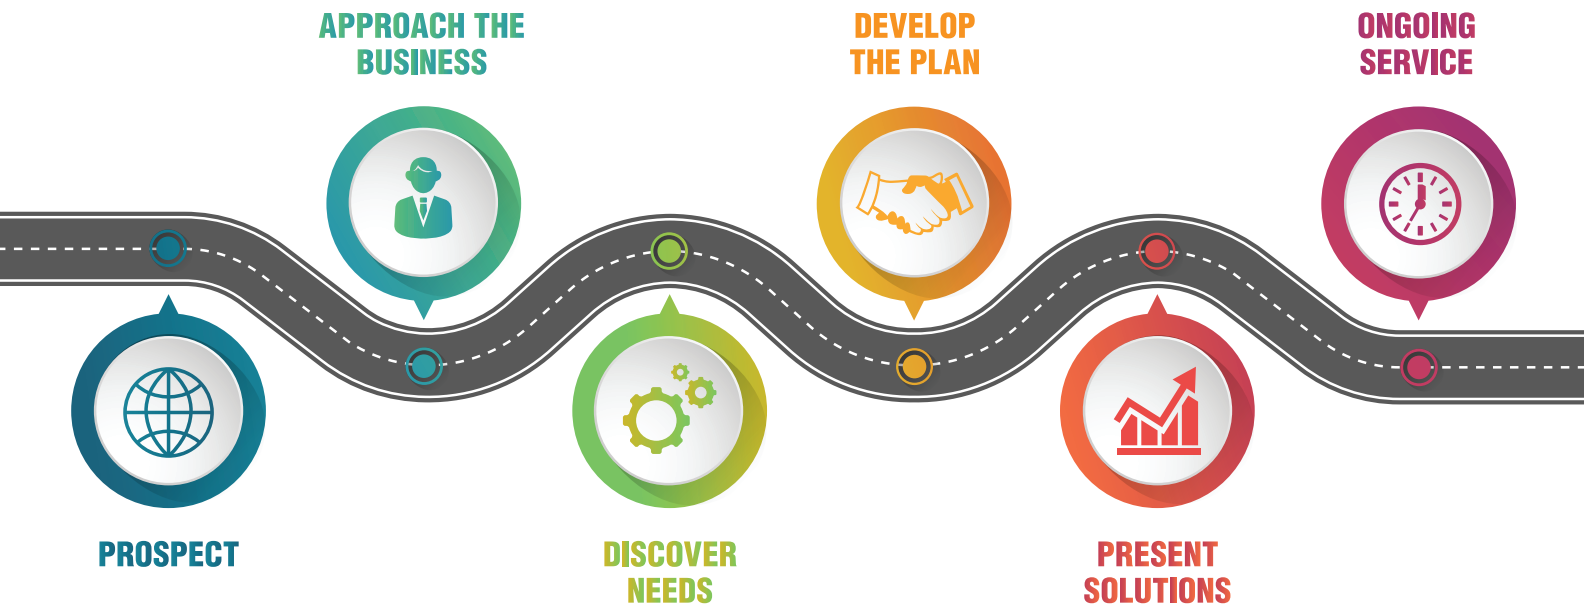 PROSPECT
APPROACH THE
BUSINESS
DISCOVER
NEEDS
DEVELOP
THE PLAN
PRESENT
SOLUTIONS
ONGOING
SERVICE